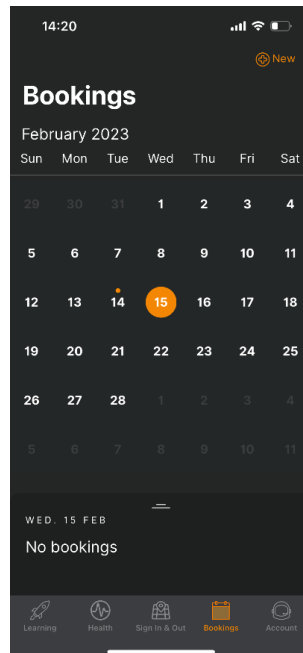 14:20
New
Bookings
February 2023
Sun Mon Tue Wed Thu Fri Sat
29 30 31 1 2 3 4
5 6 7 8 9 10 11
12 13 14 15 16 17 18
19 20 21 22 23 24 25
26 27 28 1 2 3 4
5 6 7 8 9 10 11
WED. 15 FEB
No bookings
Learning Health Sign In & Out Bookings Account